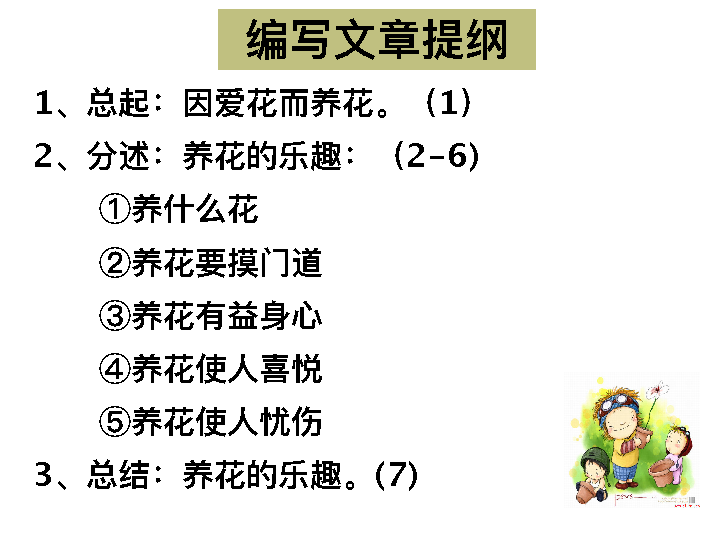 编写文章提纲
1、总起：因爱花而养花。（1）
2、分述：养花的乐趣：（2-6)
①养什么花
②养花要摸门道
③养花有益身心
④养花使人喜悦
⑤养花使人忧伤
3、总结：养花的乐趣。(7)